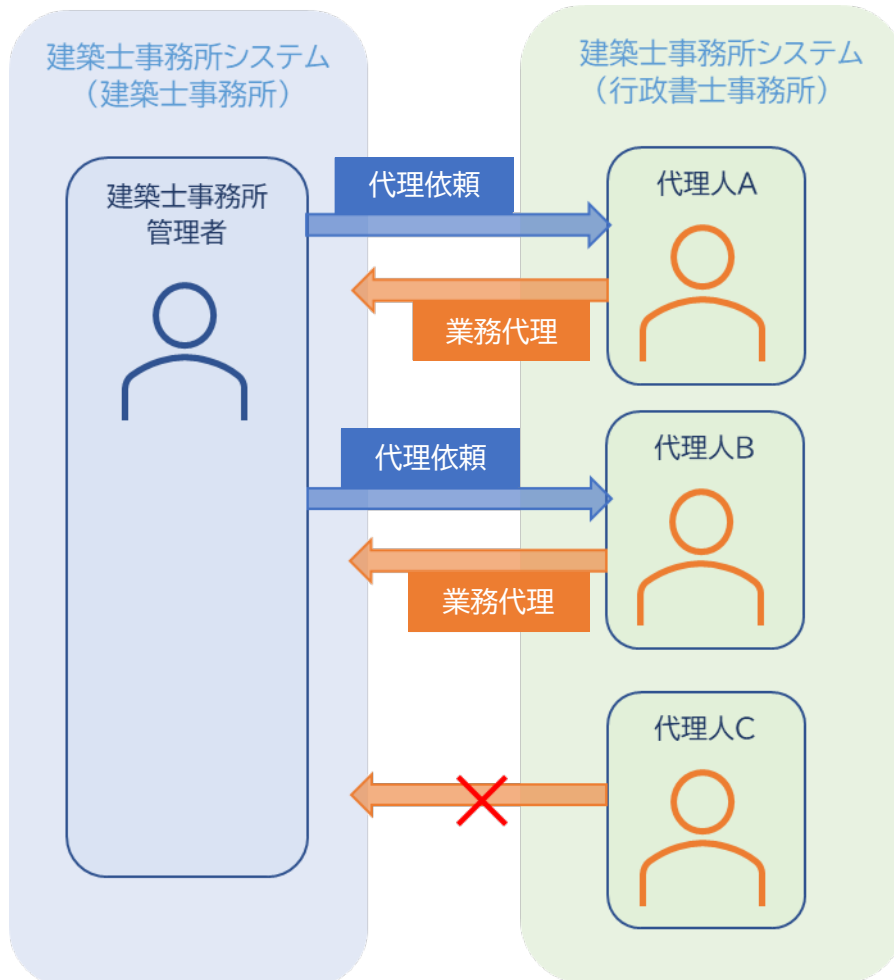 建築士事務所システム
（建築士事務所）
建築士事務所システム
（行政書士事務所）
建築士事務所
管理者
代理依頼
業務代理
代理人A
代理依頼
業務代理
代理人B
代理人C